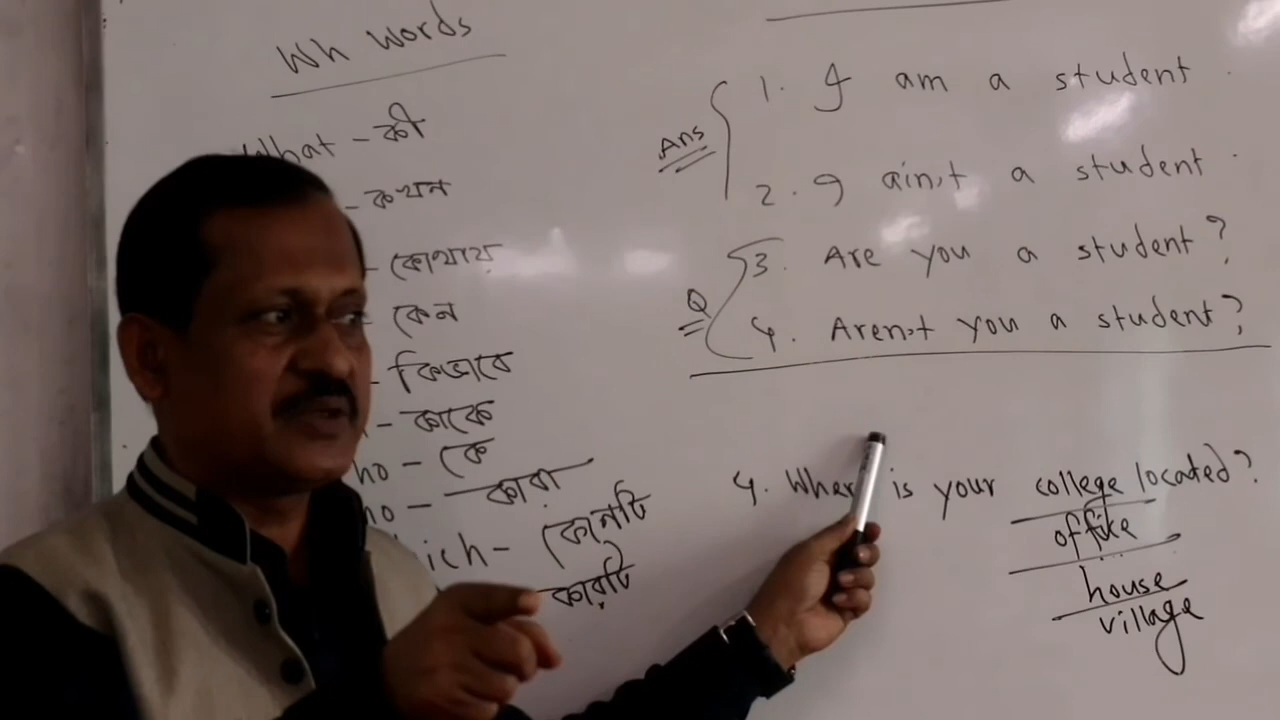 Wh Words
What - কী
- কখন
- কোথায়
- কেন
- কিভাবে
- কাকে
ho - কে
ho - কারা
ich - কোনটি
কারটি
Ans
1. I am a student.
2. I ain't a student.
Q
3. Are you a student?
4. Aren't you a student?
4. Where is your college located?
office
house
village